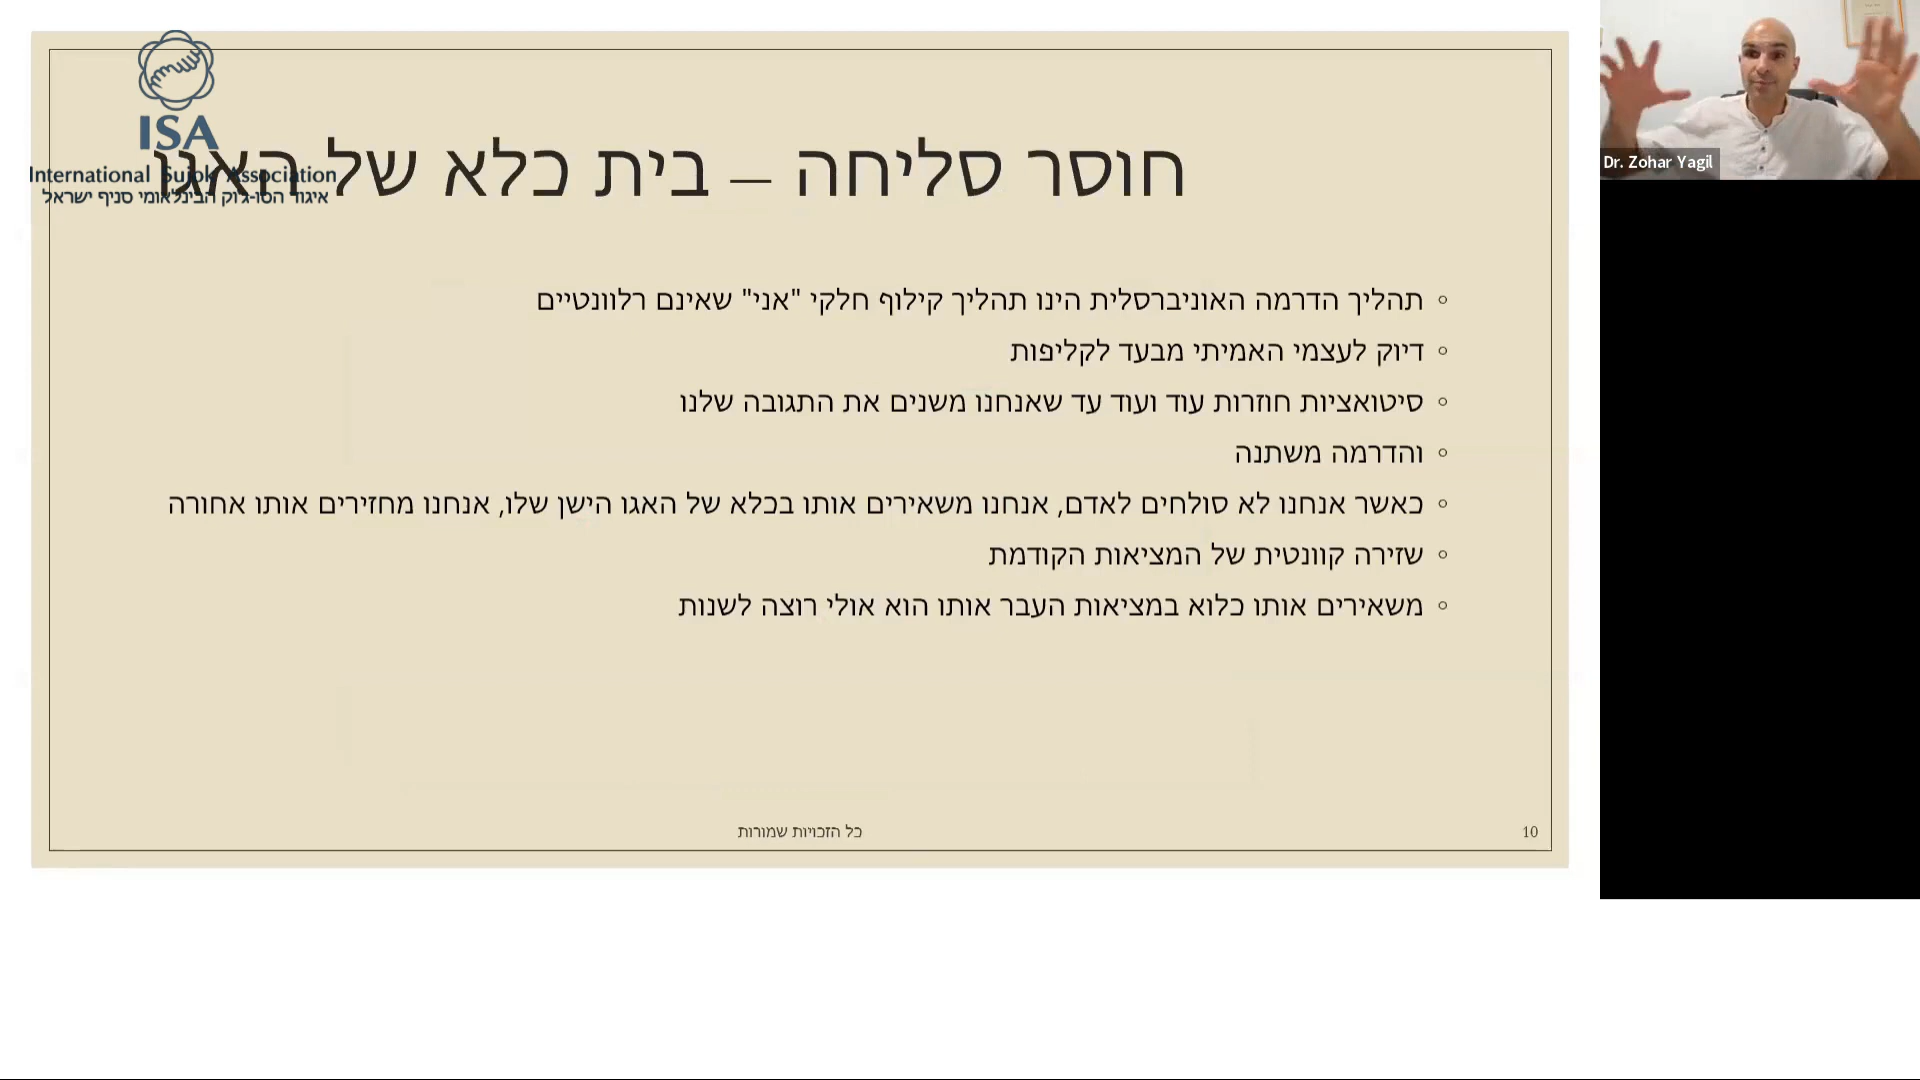 ISA
International Sujok Association
איגוד הסו-ג'וק הבינלאומי סניף ישראל
חוסר סליחה – בית כלא של האגו
תהליך הדרמה האוניברסלית הינו תהליך קילוף חלקי "אני" שאינם רלוונטיים
דיוק לעצמי האמיתי מבעד לקליפות
סיטואציות חוזרות עוד ועוד עד שאנחנו משנים את התגובה שלנו
והדרמה משתנה
כאשר אנחנו לא סולחים לאדם, אנחנו משאירים אותו בכלא של האגו הישן שלו, אנחנו מחזירים אותו אחורה
שזירה קוונטית של המציאות הקודמת
משאירים אותו כלוא במציאות העבר אותו הוא אולי רוצה לשנות
כל הזכויות שמורות
10
Dr. Zohar Yagil